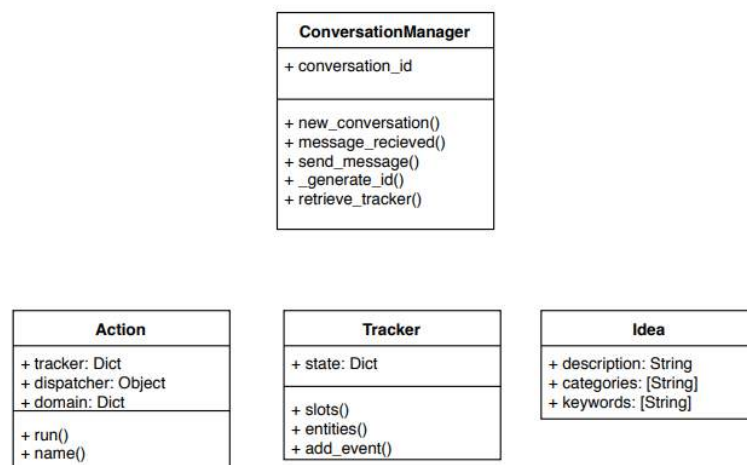 ConversationManager
+ conversation_id
+ new_conversation()
+ message_recieved()
+ send_message()
+ _generate_id()
+ retrieve_tracker()
Action
+ tracker: Dict
+ dispatcher: Object
+ domain: Dict
+ run()
+ name()
Tracker
+ state: Dict
+ slots()
+ entities()
+ add_event()
Idea
+ description: String
+ categories: [String]
+ keywords: [String]